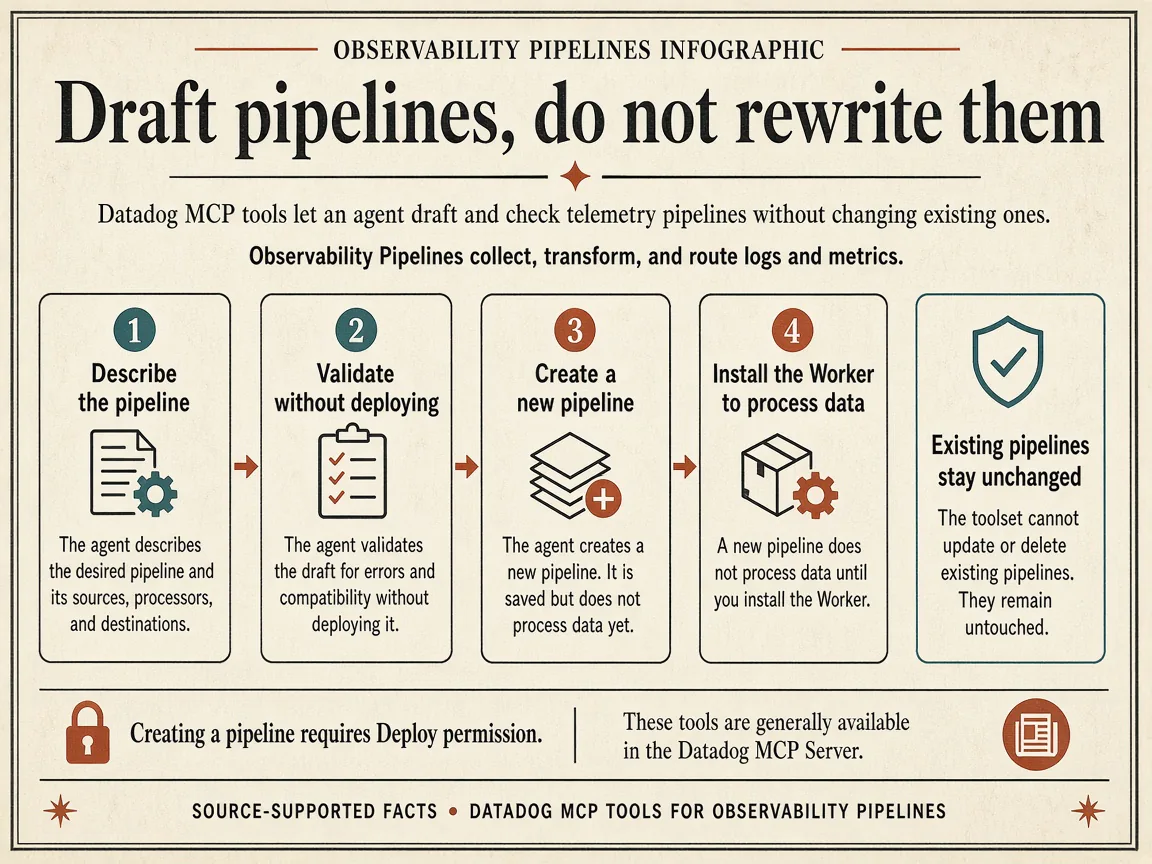 OBSERVABILITY PIPELINES INFOGRAPHIC
Draft pipelines, do not rewrite them
Datadog MCP tools let an agent draft and check telemetry pipelines without changing existing ones.
Observability Pipelines collect, transform, and route logs and metrics.
1
Describe
the pipeline
The agent describes
the desired pipeline and
its sources, processors,
and destinations.
2
Validate
without deploying
The agent validates
the draft for errors and
compatibility without
deploying it.
3
Create a
new pipeline
The agent creates a
new pipeline. It is
saved but does not
process data yet.
4
Install the Worker
to process data
A new pipeline does
not process data until
you install the Worker.
Existing pipelines
stay unchanged
The toolset cannot
update or delete
existing pipelines.
They remain
untouched.
Creating a pipeline requires Deploy permission.
These tools are generally available
in the Datadog MCP Server.
SOURCE-SUPPORTED FACTS • DATADOG MCP TOOLS FOR OBSERVABILITY PIPELINES